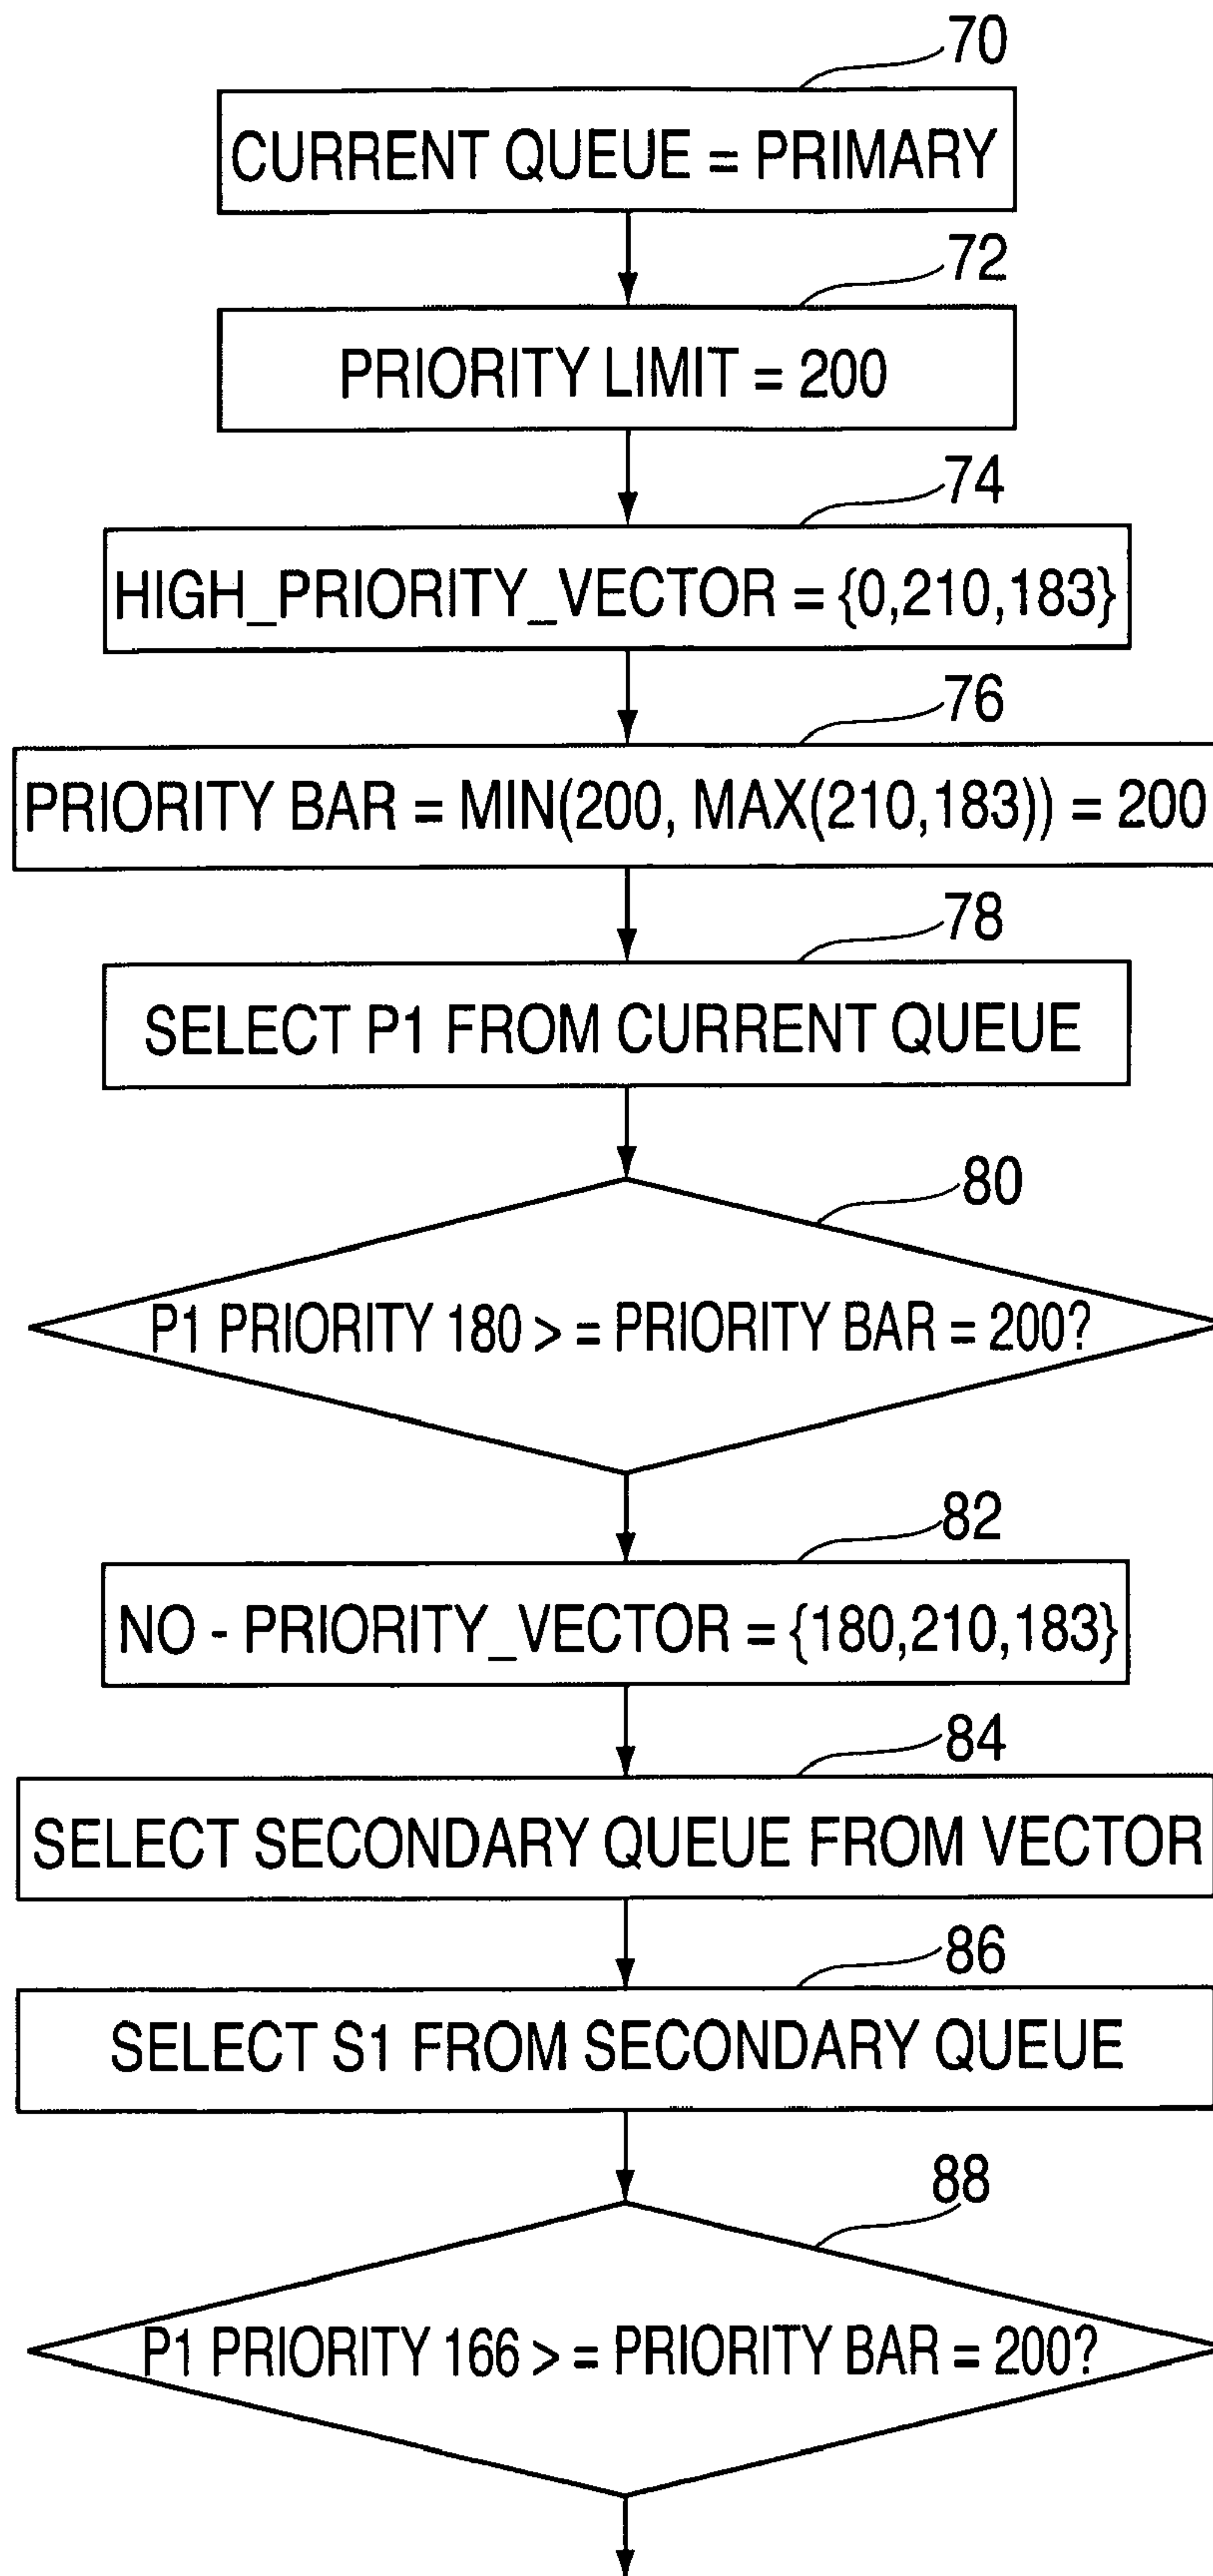 70
CURRENT QUEUE = PRIMARY
72
PRIORITY LIMIT = 200
74
HIGH_PRIORITY_VECTOR = {0,210,183}
76
PRIORITY BAR = MIN(200, MAX(210,183)) = 200
78
SELECT P1 FROM CURRENT QUEUE
80
P1 PRIORITY 180 > = PRIORITY BAR = 200?
82
NO - PRIORITY_VECTOR = {180,210,183}
84
SELECT SECONDARY QUEUE FROM VECTOR
86
SELECT S1 FROM SECONDARY QUEUE
88
P1 PRIORITY 166 > = PRIORITY BAR = 200?